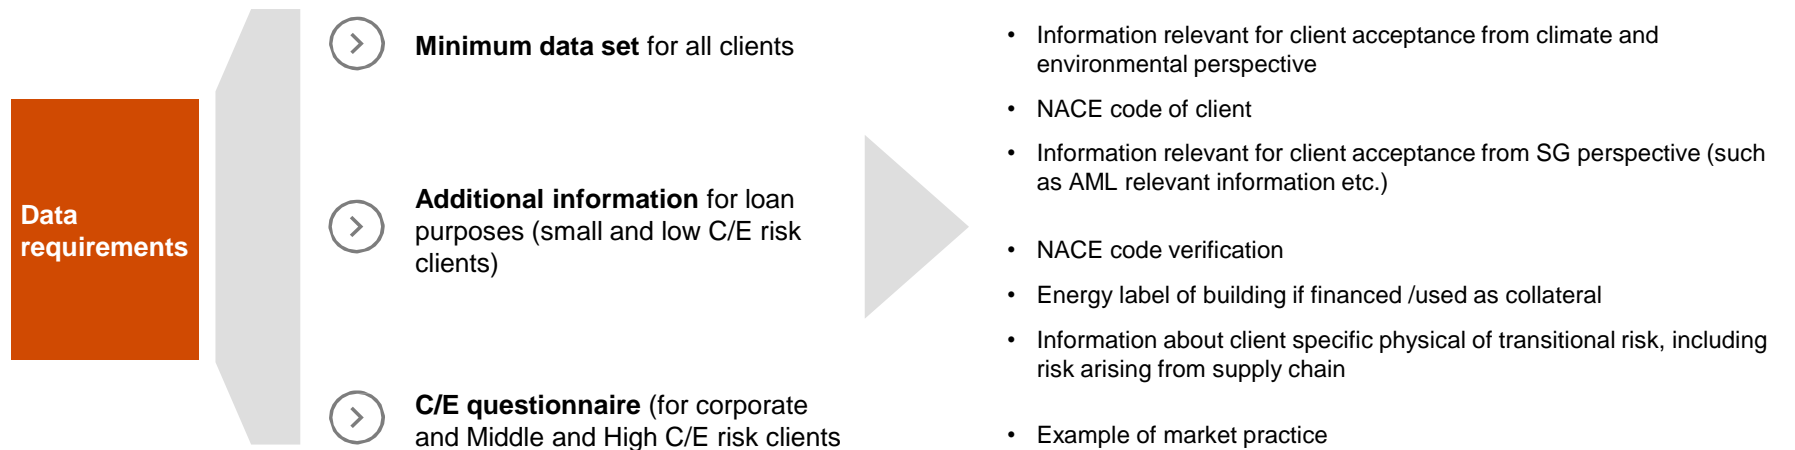 Data
requirements
Minimum data set for all clients
Additional information for loan
purposes (small and low C/E risk
clients)
C/E questionnaire (for corporate
and Middle and High C/E risk clients
• Information relevant for client acceptance from climate and
environmental perspective
• NACE code of client
• Information relevant for client acceptance from SG perspective (such
as AML relevant information etc.)
• NACE code verification
• Energy label of building if financed /used as collateral
• Information about client specific physical of transitional risk, including
risk arising from supply chain
• Example of market practice